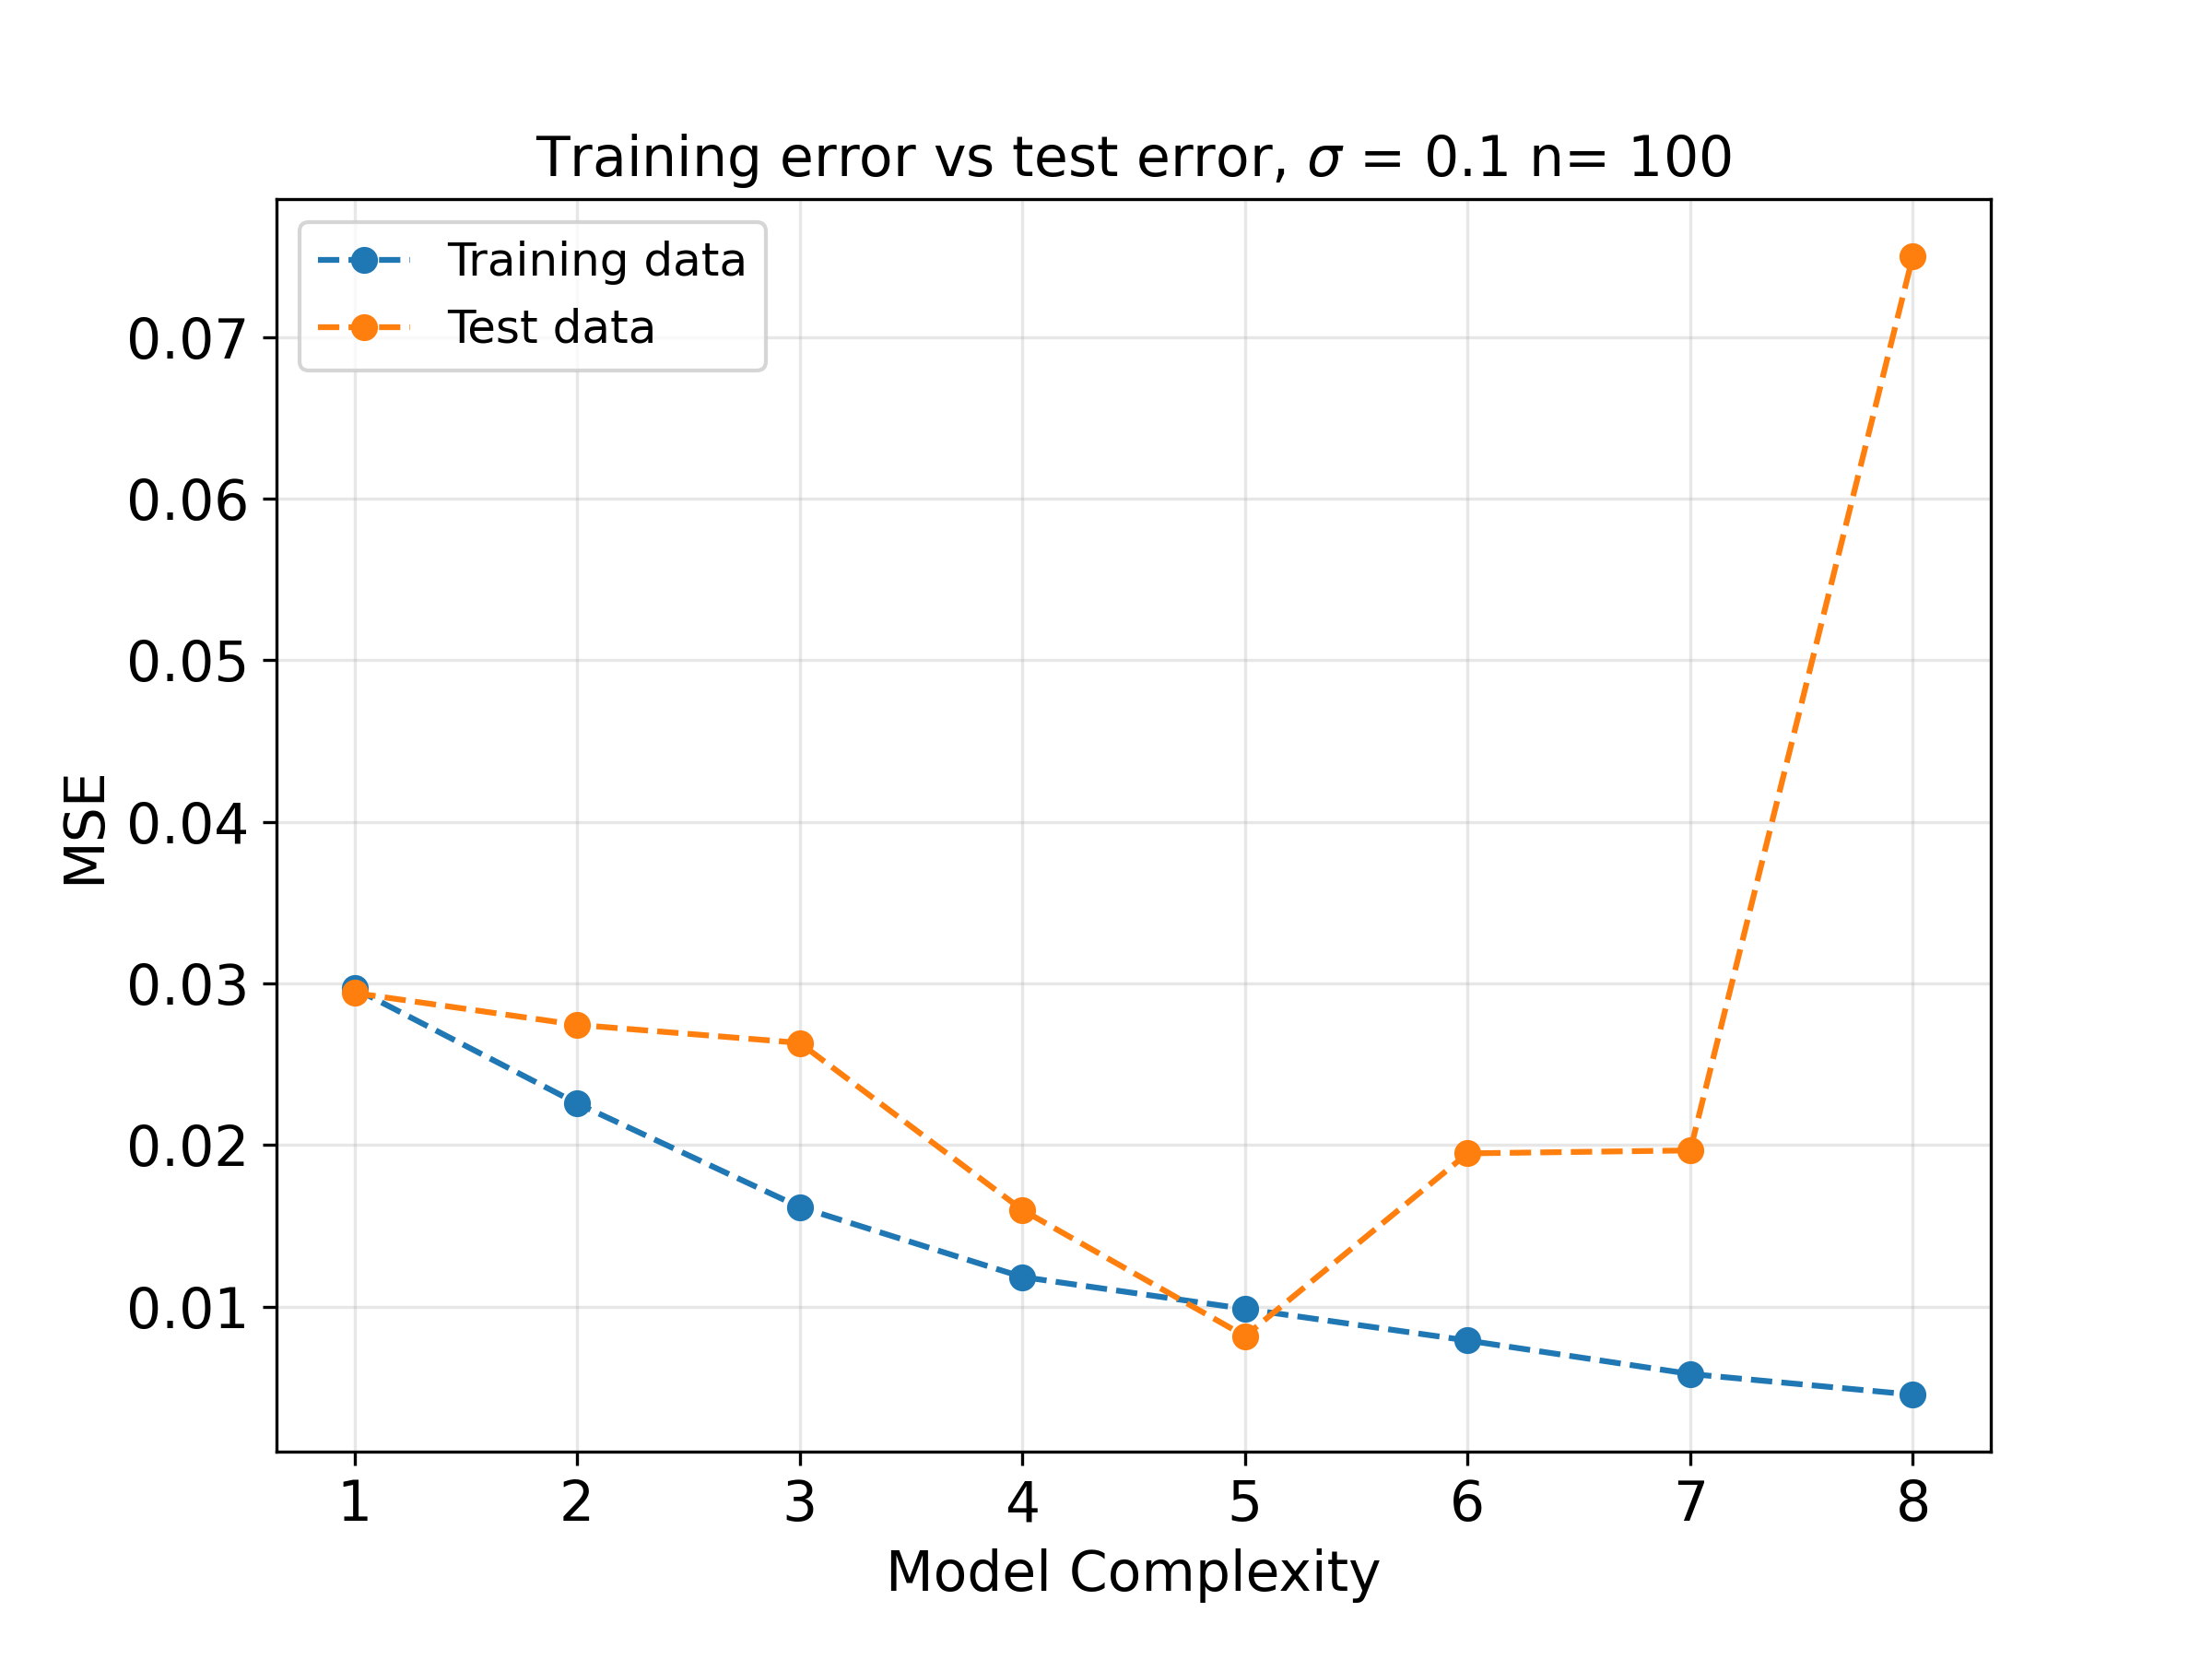 Training error vs test error, σ = 0.1 n= 100
Training data
Test data
0.07
0.06
0.05
0.04
0.03
0.02
0.01
MSE
1 2 3 4 5 6 7 8
Model Complexity